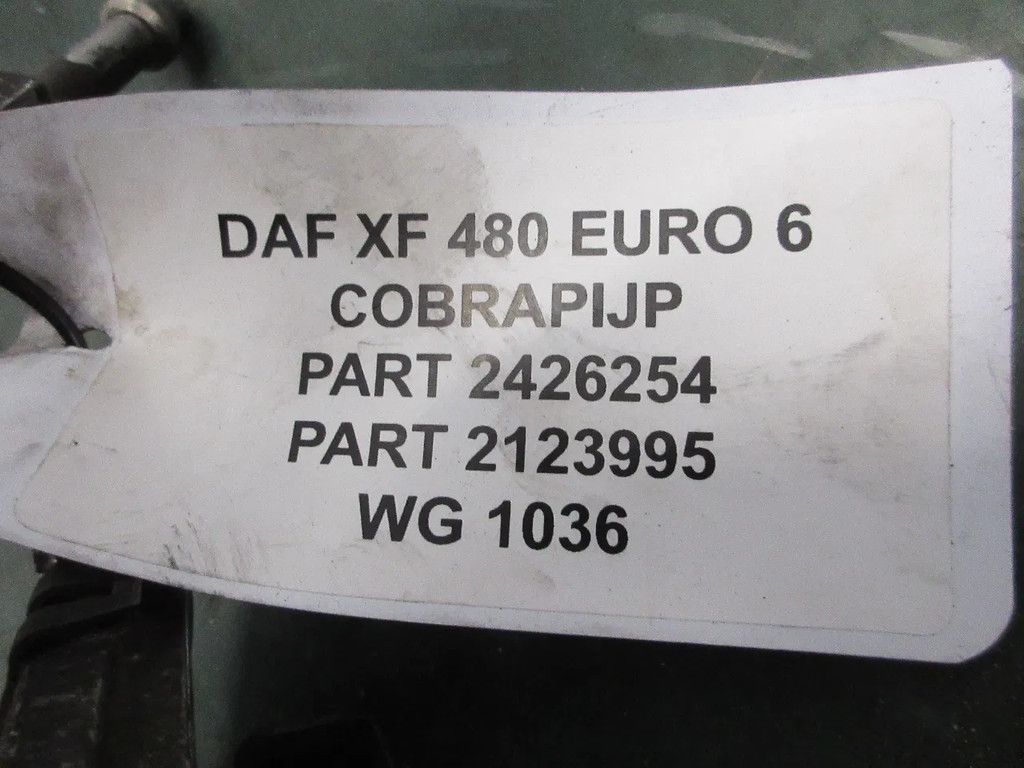 DAF XF 480 EURO 6
COBRAPIJP
PART 2426254
PART 2123995
WG 1036